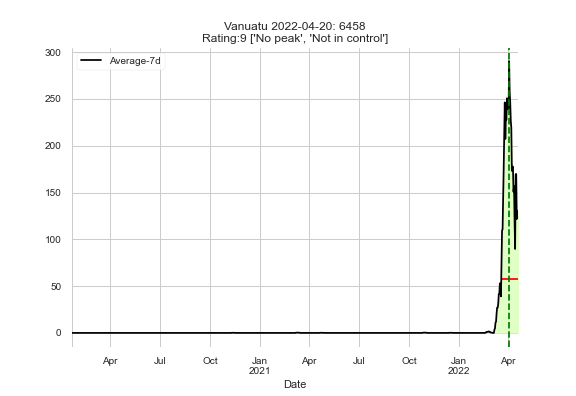 Vanuatu 2022-04-20: 6458
Rating:9 ['No peak', 'Not in control']
Average-7d
300
250
200
150
100
50
0
Apr Jul Oct Jan Apr Jul Oct Jan Apr
2021 2022
Date